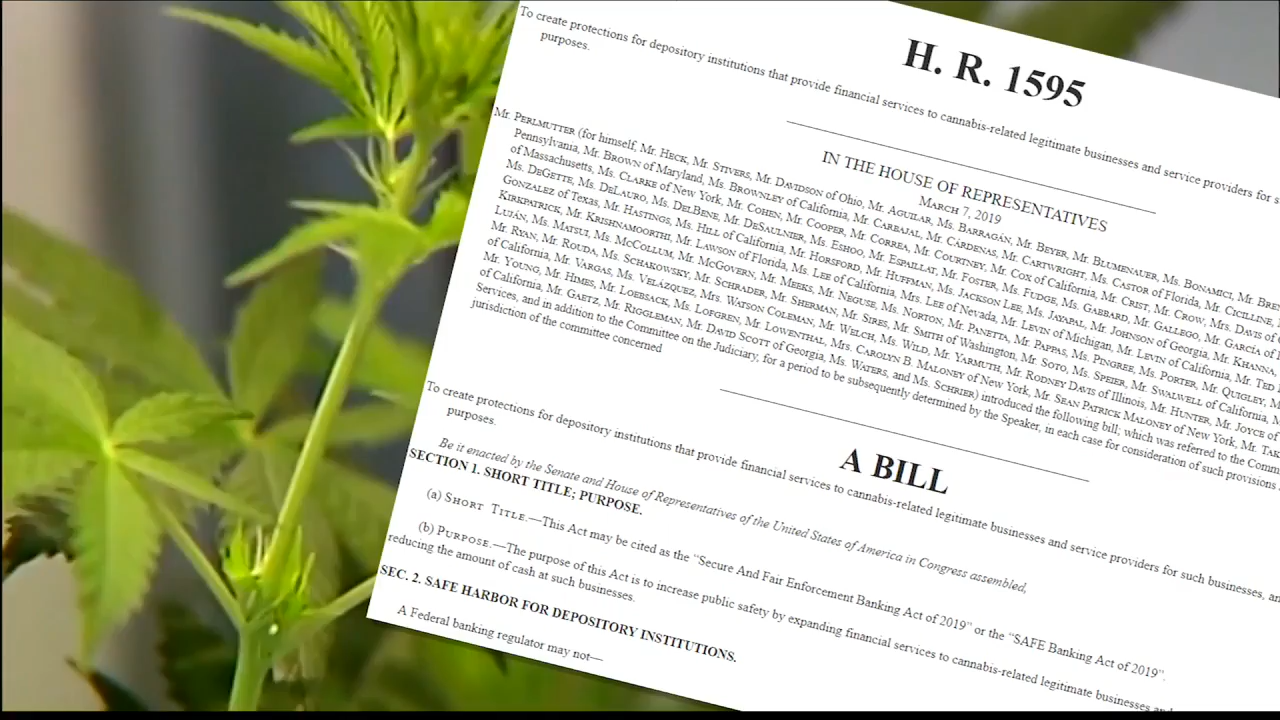 H. R. 1595
To create protections for depository institutions that provide financial services to cannabis-related legitimate businesses and service providers for
purposes.
IN THE HOUSE OF REPRESENTATIVES
MARCH 7, 2019
Mr. PERLMUTTER (for himself, Mr. HECK, Mr. STIVERS, Mr. DAVIDSON of Ohio, Mr. AGUILAR, Ms. BARRAGÁN, Mr. BEYER, Mr. BLUMENAUER, Ms. BONAMICI, Mr.
Pennsylvania, Mr. BROWN of Maryland, Ms. BROWNLEY of California, Mr. CARBAJAL, Mr. CÁRDENAS, Mr. CARTWRIGHT, Ms. CASTOR of Florida, Mr. CICILLINE,
of Massachusetts, Ms. CLARKE of New York, Mr. COHEN, Mr. COOPER, Mr. CORREA, Mr. COURTNEY, Mr. COX of California, Mr. CRIST, Mr. CROW, Mrs. DAVIS of
Ms. DEGETTE, Ms. DELAURO, Ms. DELBENE, Mr. DESAULNIER, Ms. ESHOO, Mr. ESPAILLAT, Mr. FOSTER, Ms. FUDGE, Ms. GABBARD, Mr. GALLEGO, Mr. GARCÍA of
GONZALEZ of Texas, Mr. HASTINGS, Ms. HILL of California, Mr. HORSFORD, Mr. HUFFMAN, Ms. JACKSON LEE, Ms. JAYAPAL, Mr. JOHNSON of Georgia, Mr. KHANNA,
KIRKPATRICK, Mr. KRISHNAMOORTHI, Mr. LAWSON of Florida, Ms. LEE of California, Mrs. LEE of Nevada, Mr. LEVIN of Michigan, Mr. LEVIN of California, Mr. TED
LUJÁN, Ms. MATSUI, Ms. MCCOLLUM, Mr. MCGOVERN, Mr. MEEKS, Mr. NEGUSE, Ms. NORTON, Mr. PANETTA, Mr. PAPPAS, Ms. PINGREE, Ms. PORTER, Mr. QUIGLEY,
Mr. RYAN, Mr. ROUDA, Ms. SCHAKOWSKY, Mr. SCHRADER, Mr. SHERMAN, Mr. SIRES, Mr. SMITH of Washington, Mr. SOTO, Ms. SPEIER, Mr. SWALWELL of California,
of California, Mr. VARGAS, Ms. VELÁZQUEZ, Mrs. WATSON COLEMAN, Mr. WELCH, Ms. WILD, Mr. YARMUTH, Mr. RODNEY DAVIS of Illinois, Mr. HUNTER, Mr. JOYCE of
Mr. YOUNG, Mr. HIMES, Mr. LOEBSACK, Ms. LOFGREN, Mr. LOWENTHAL, Mrs. CAROLYN B. MALONEY of New York, Mr. SEAN PATRICK MALONEY of New York, Mr.
of California, Mr. GAETZ, Mr. RIGGLEMAN, Mr. DAVID SCOTT of Georgia, Ms. WATERS, and Ms. SCHRIER) introduced the following bill; which was referred to the
Services, and in addition to the Committee on the Judiciary, for a period to be subsequently determined by the Speaker, in each case for consideration of such provisions
jurisdiction of the committee concerned
A BILL
To create protections for depository institutions that provide financial services to cannabis-related legitimate businesses and service providers for such businesses,
purposes.
Be it enacted by the Senate and House of Representatives of the United States of America in Congress assembled,
SECTION 1. SHORT TITLE; PURPOSE.
(a) SHORT TITLE.—This Act may be cited as the “Secure And Fair Enforcement Banking Act of 2019” or the “SAFE Banking Act of 2019”.
(b) PURPOSE.—The purpose of this Act is to increase public safety by expanding financial services to cannabis-related legitimate businesses and
reducing the amount of cash at such businesses.
SEC. 2. SAFE HARBOR FOR DEPOSITORY INSTITUTIONS.
A Federal banking regulator may not—